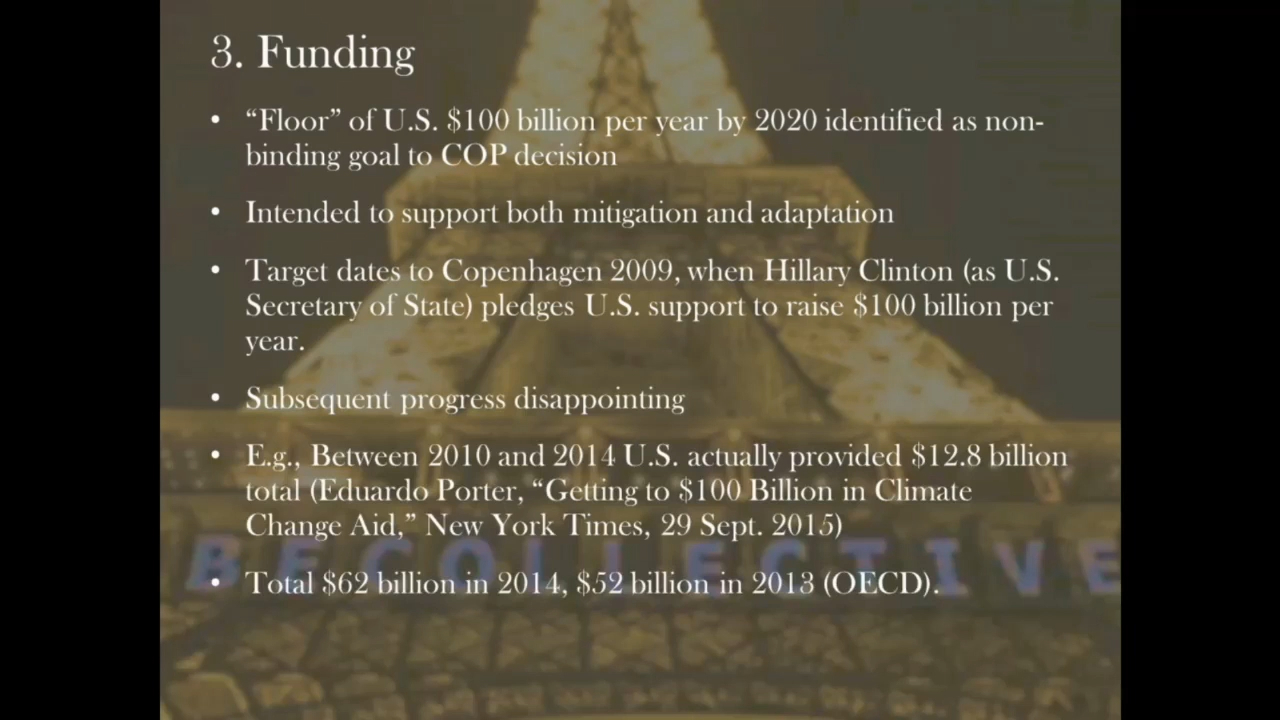 3. Funding
• “Floor” of U.S. $100 billion per year by 2020 identified as non-
binding goal to COP decision
• Intended to support both mitigation and adaptation
• Target dates to Copenhagen 2009, when Hillary Clinton (as U.S.
Secretary of State) pledges U.S. support to raise $100 billion per
year.
• Subsequent progress disappointing
• E.g., Between 2010 and 2014 U.S. actually provided $12.8 billion
total (Eduardo Porter, “Getting to $100 Billion in Climate
Change Aid,” New York Times, 29 Sept. 2015)
BECOLLECTIVE
• Total $62 billion in 2014, $52 billion in 2013 (OECD).